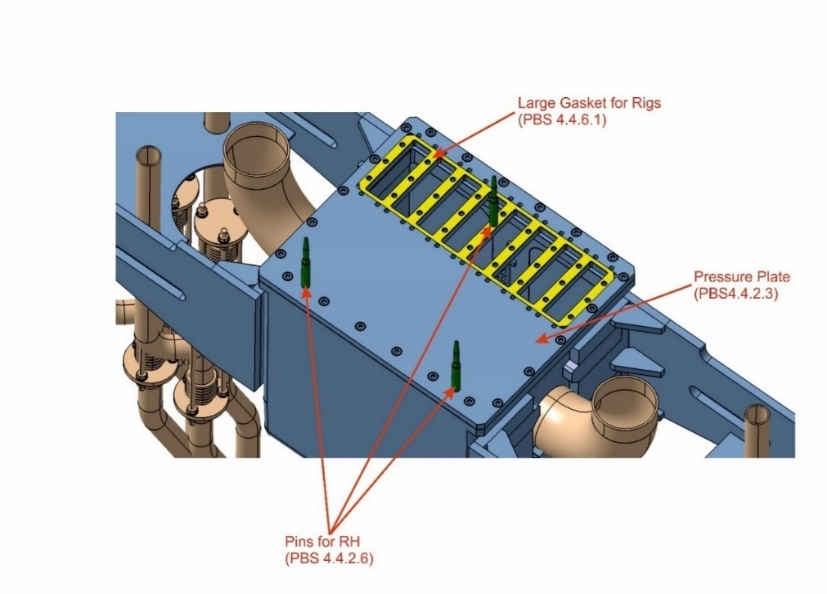 Large Gasket for Rigs
(PBS 4.4.6.1)
Pressure Plate
(PBS4.4.2.3)
Pins for RH
(PBS 4.4.2.6)